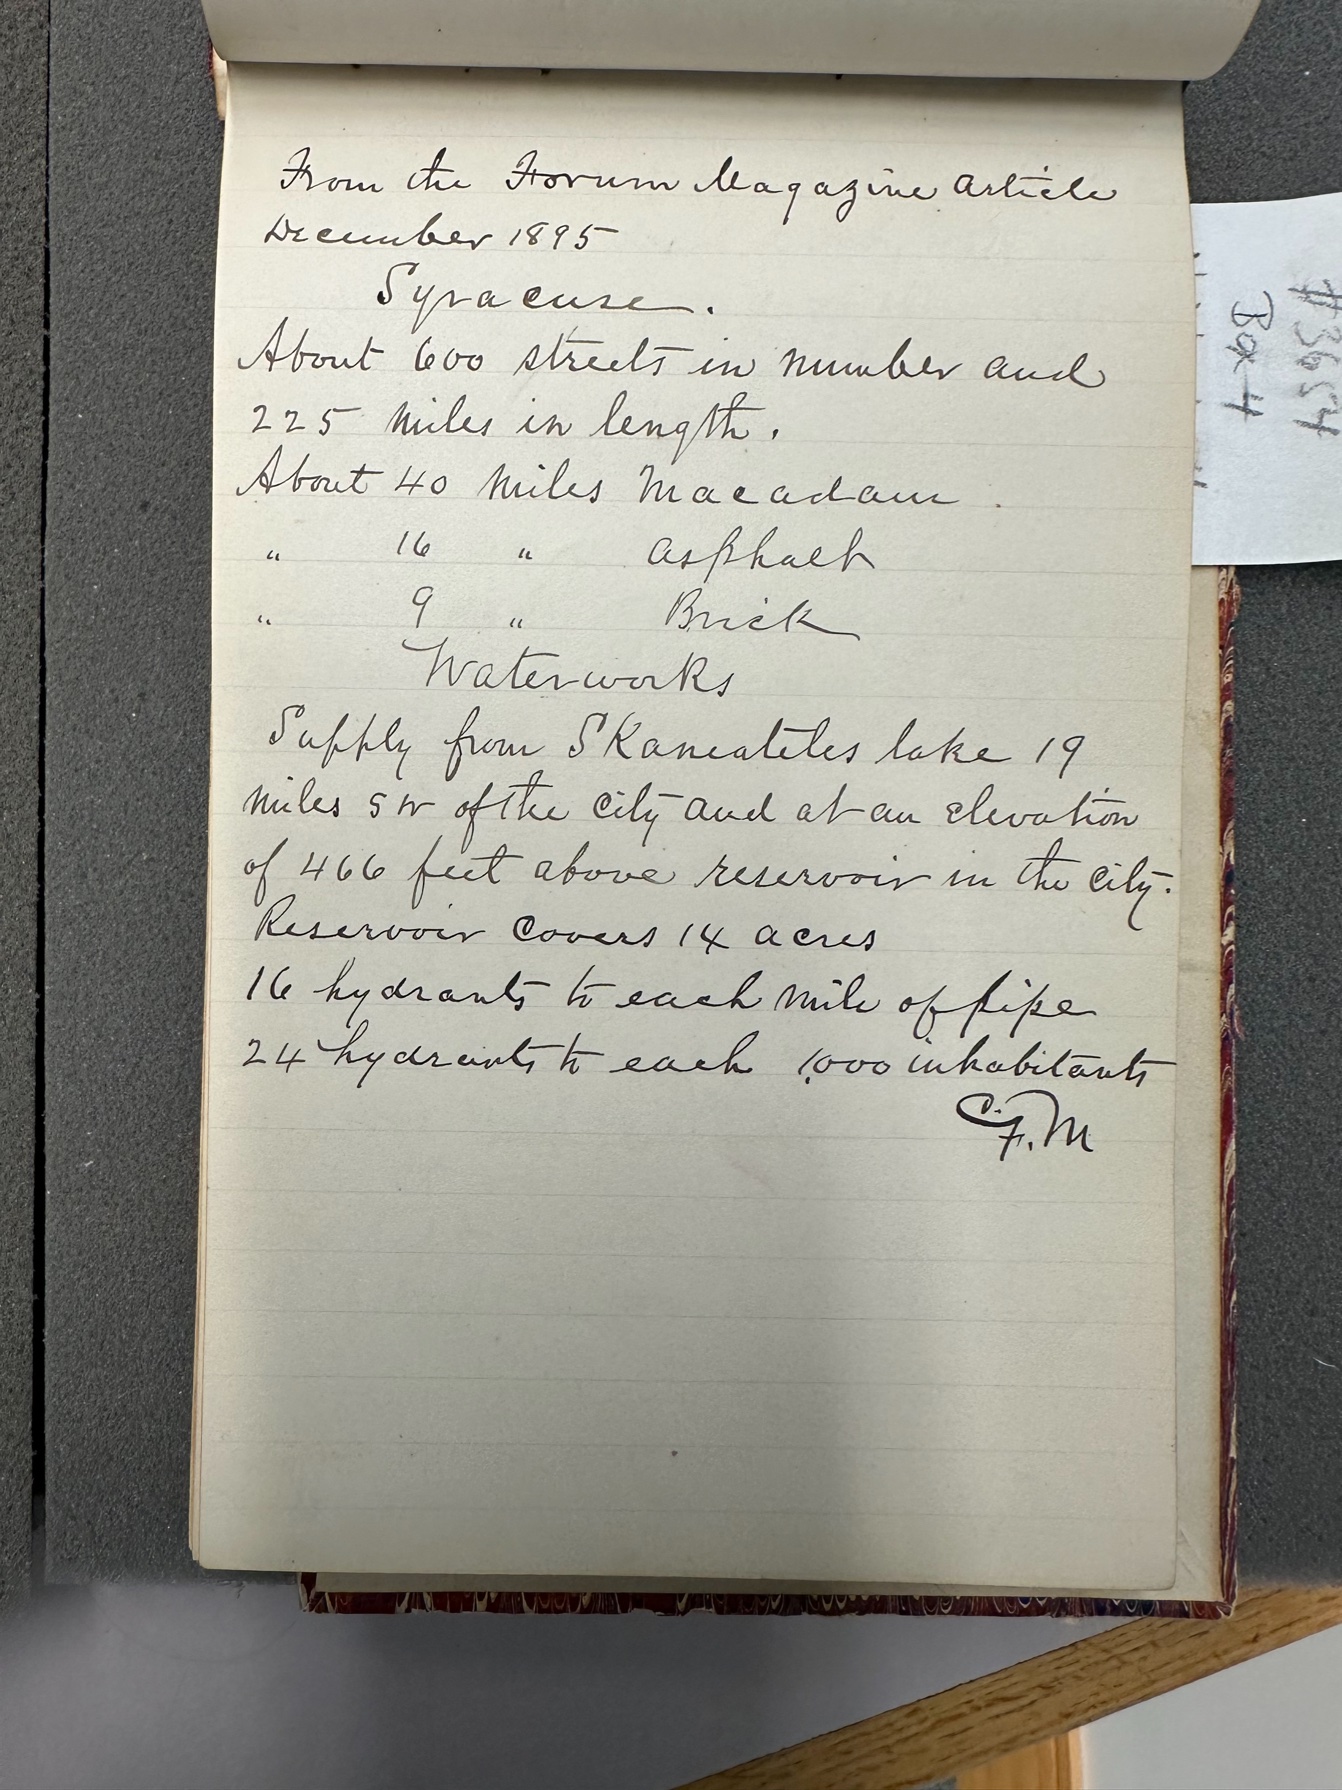 From the Forum Magazine article
December 1895
Syracuse.
About 600 streets in number and
225 miles in length.
About 40 miles Macadam
" 16 " asphalt
" 9 " Brick
Waterworks
Supply from Skaneateles lake 19
miles SW of the city and at an elevation
of 466 feet above reservoir in the city.
Reservoir covers 14 acres
16 hydrants to each mile of pipe
24 hydrants to each 1,000 inhabitants
C.F.M
#3654
Box 4